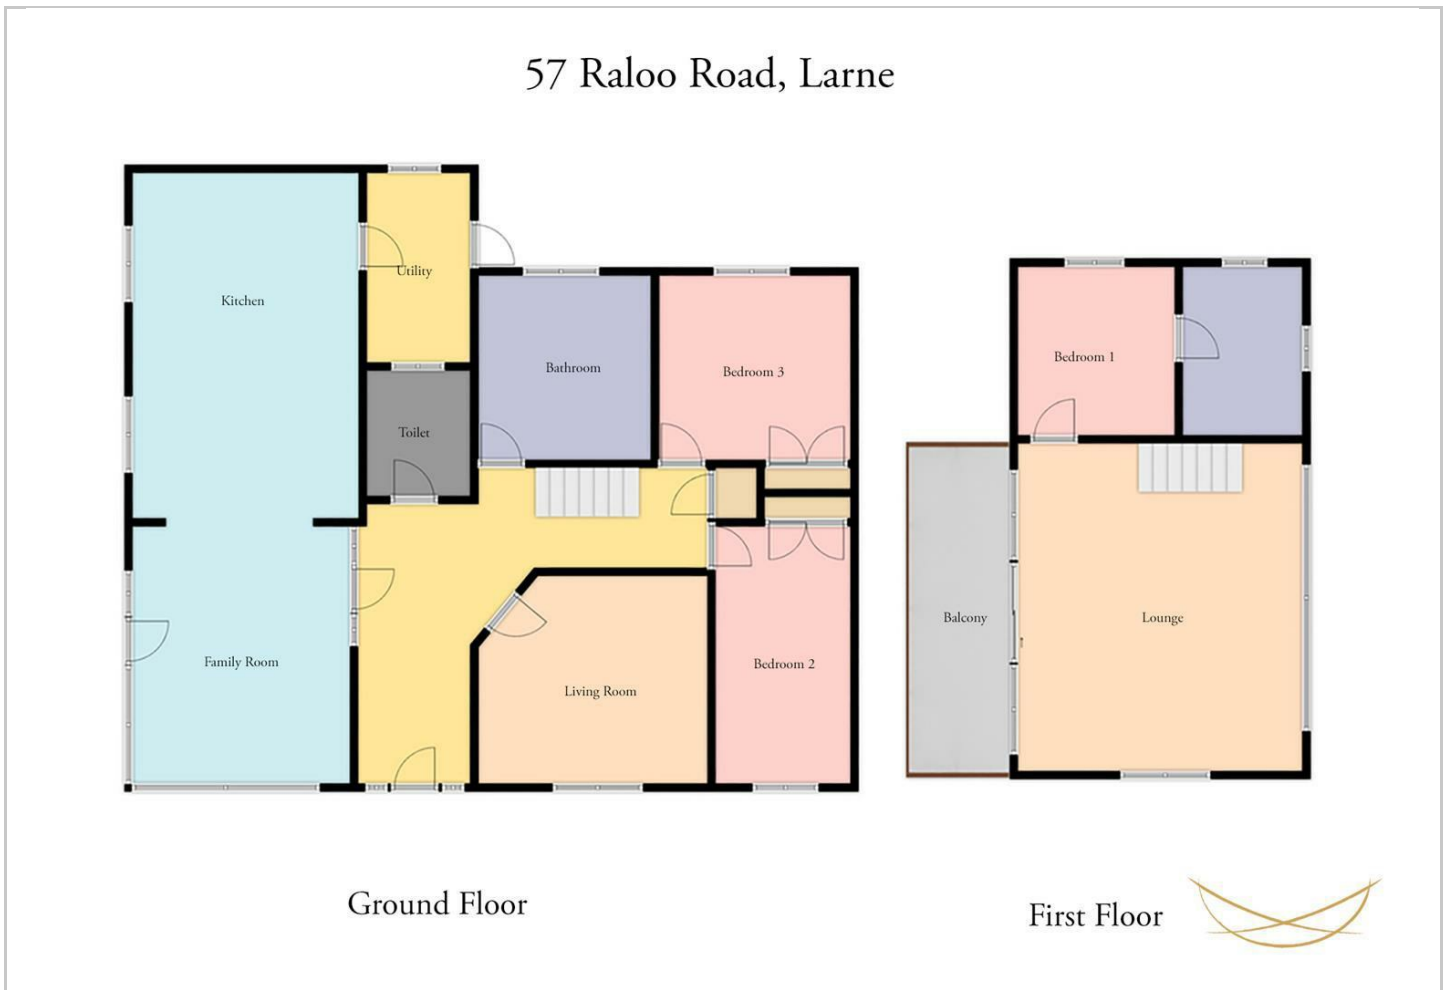 57 Raloo Road, Larne
Utility
Kitchen
Bathroom
Bedroom 3
Toilet
Family Room
Living Room
Bedroom 2
Ground Floor
Bedroom 1
Balcony
Lounge
First Floor